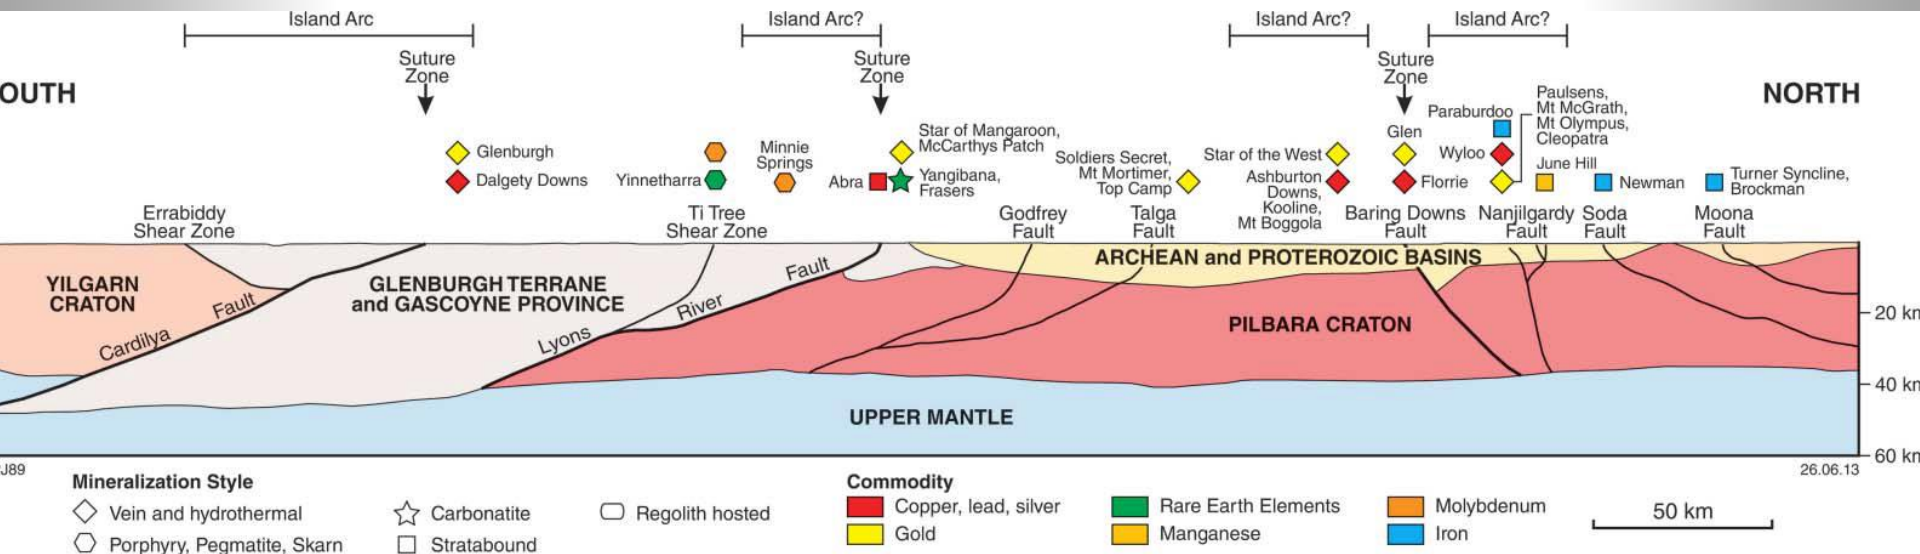 Island Arc
Island Arc?
Island Arc?
Island Arc?
Suture
Zone
Suture
Zone
Suture
Zone
OUTH
NORTH
Glenburgh
Dalgety Downs
Yinnetharra
Minnie
Springs
Abra
Star of Mangaroon,
McCarthys Patch
Yangibana,
Frasers
Soldiers Secret,
Mt Mortimer,
Top Camp
Star of the West
Ashburton
Downs,
Kooline,
Mt Boggola
Glen
Florrie
Paraburdoo
Wyloo
Paulsens,
Mt McGrath,
Mt Olympus,
Cleopatra
June Hill
Newman
Turner Syncline,
Brockman
Errabiddy
Shear Zone
Ti Tree
Shear Zone
Godfrey
Fault
Talga
Fault
Baring Downs
Fault
Nanjilgardy
Fault
Soda
Fault
Moona
Fault
YILGARN
CRATON
Cardilya Fault
GLENBURGH TERRANE
and GASCOYNE PROVINCE
Lyons River Fault
ARCHEAN and PROTEROZOIC BASINS
PILBARA CRATON
UPPER MANTLE
20 km
40 km
60 km
J89
26.06.13
Mineralization Style
Vein and hydrothermal
Porphyry, Pegmatite, Skarn
Carbonatite
Stratabound
Regolith hosted
Commodity
Copper, lead, silver
Gold
Rare Earth Elements
Manganese
Molybdenum
Iron
50 km